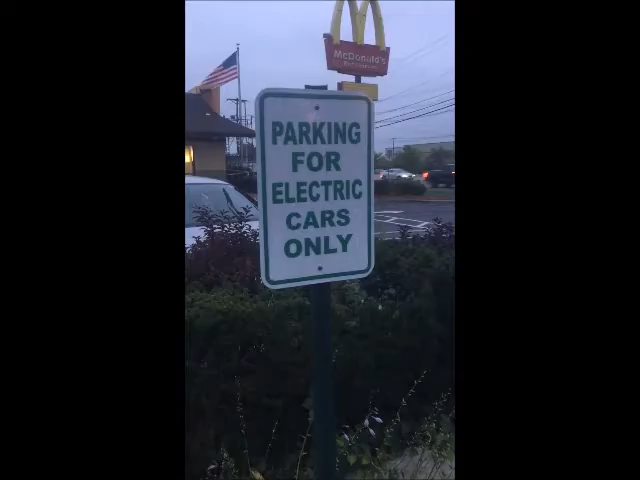 McDonald's
PARKING
FOR
ELECTRIC
CARS
ONLY